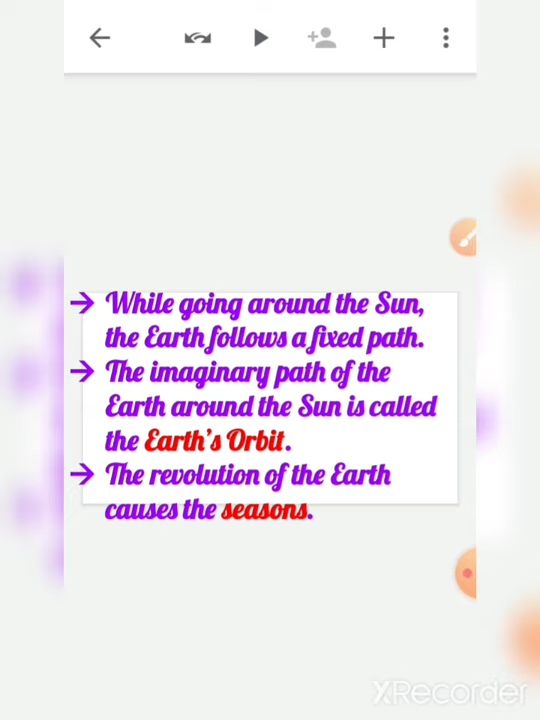 → While going around the Sun,
the Earth follows a fixed path.
→ The imaginary path of the
Earth around the Sun is called
the Earth's Orbit.
→ The revolution of the Earth
causes the seasons.
XRecorder